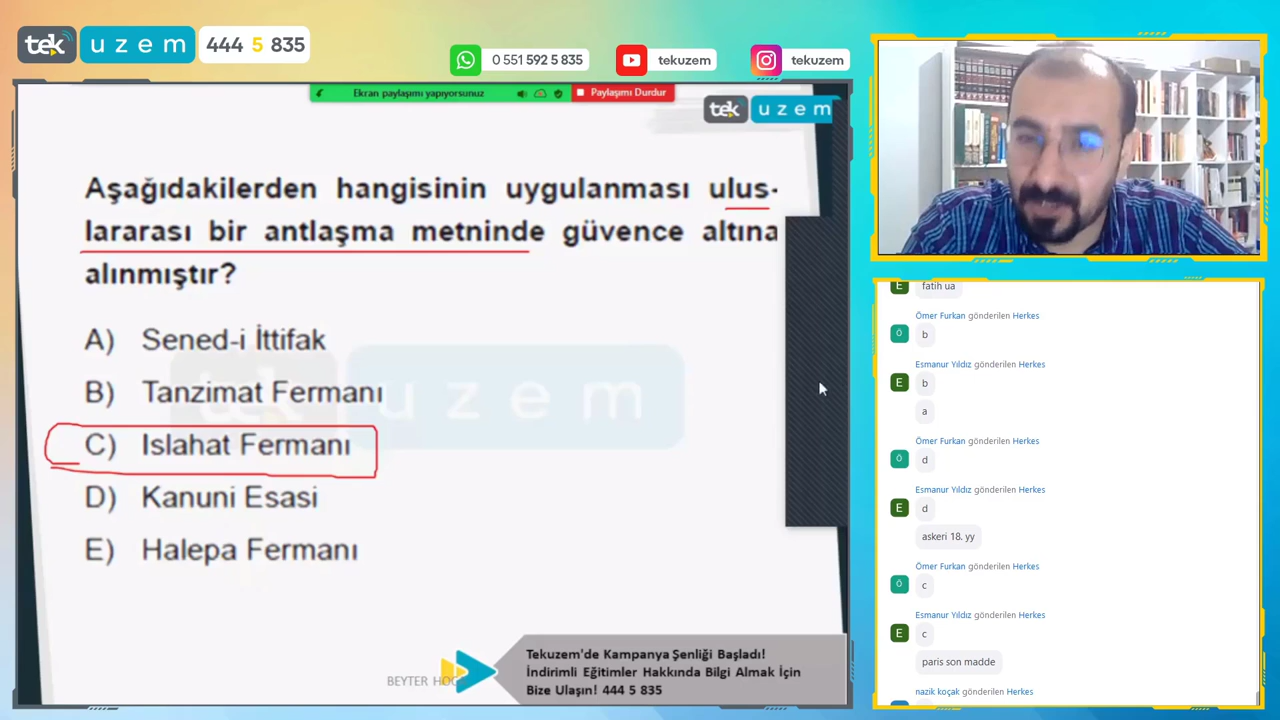 tek uzem 444 5 835
0 551 592 5 835
tekuzem
tekuzem
Ekran paylaşımı yapıyorsunuz
Paylaşımı Durdur
tek uzem
Aşağıdakilerden hangisinin uygulanması ulus-
lararası bir antlaşma metninde güvence altına
alınmıştır?
A) Sened-i İttifak
B) Tanzimat Fermanı
C) Islahat Fermanı
D) Kanuni Esasi
E) Halepa Fermanı
tek uzem
BEYTER HO
Tekuzem'de Kampanya Şenliği Başladı!
İndirimli Eğitimler Hakkında Bilgi Almak İçin
Bize Ulaşın! 444 5 835
E
fatih ua
Ömer Furkan gönderilen Herkes
Ö
b
Esmanur Yıldız gönderilen Herkes
E
b
a
Ömer Furkan gönderilen Herkes
Ö
d
Esmanur Yıldız gönderilen Herkes
E
d
askeri 18. yy
Ömer Furkan gönderilen Herkes
Ö
c
Esmanur Yıldız gönderilen Herkes
E
c
paris son madde
nazik koçak gönderilen Herkes